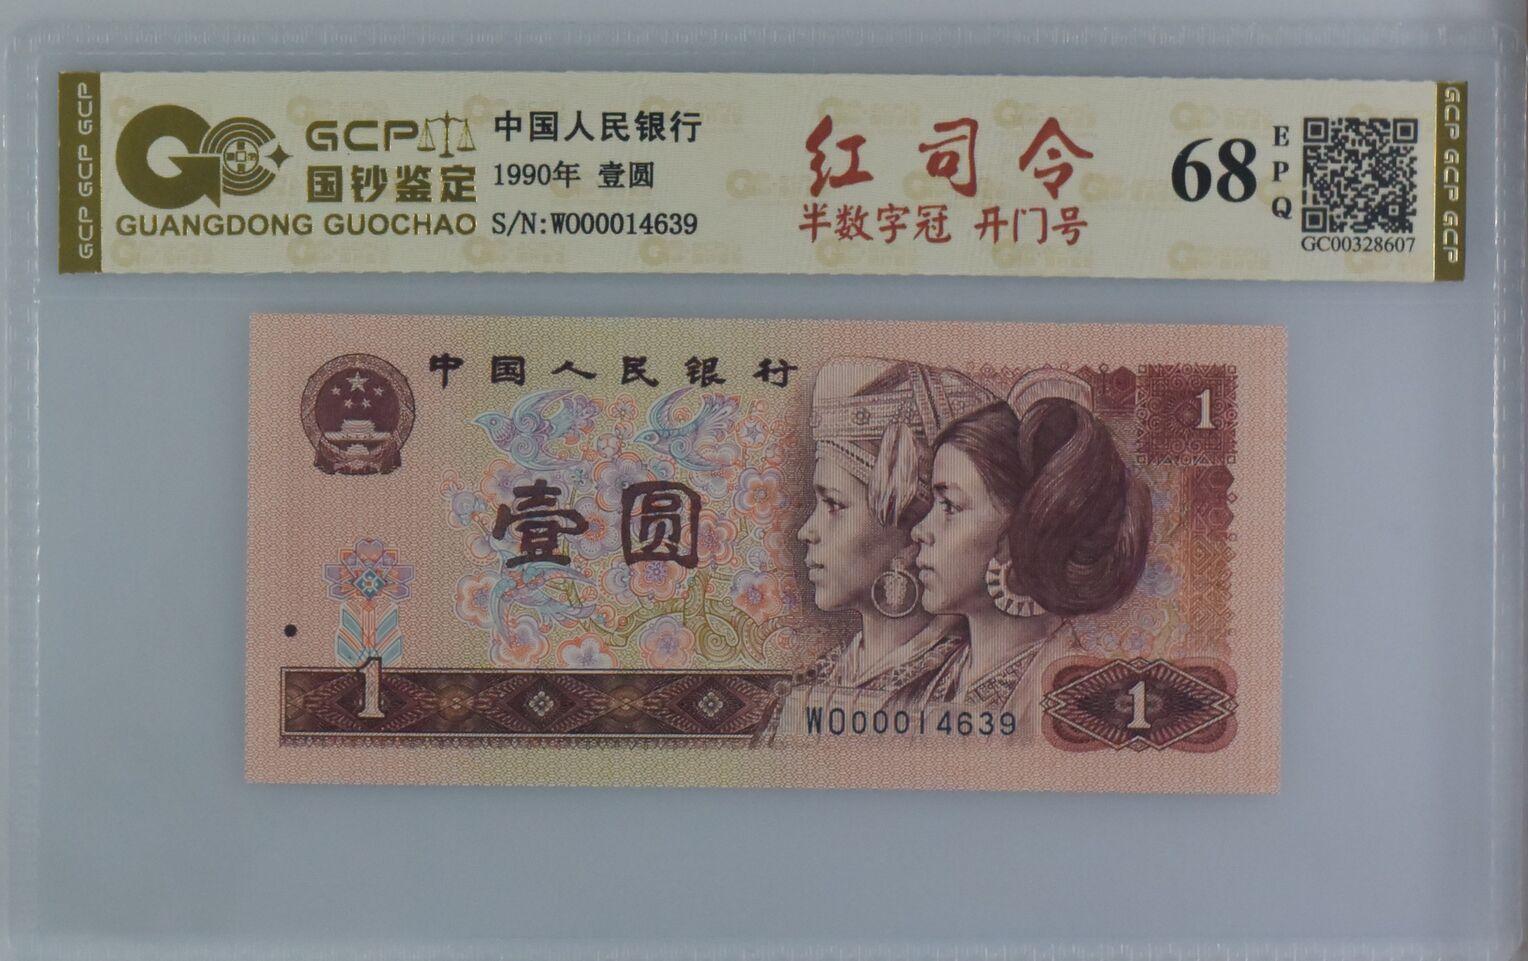 GCP GCP GCP
GCP
国钞鉴定
GUANGDONG GUOCHAO
中国人民银行
1990年 壹圆
S/N:W000014639
红司令
半数字冠 开门号
68
EPQ
GC00328607
GCP GCP GCP
中国人民银行
1
壹圆
1
W000014639
1